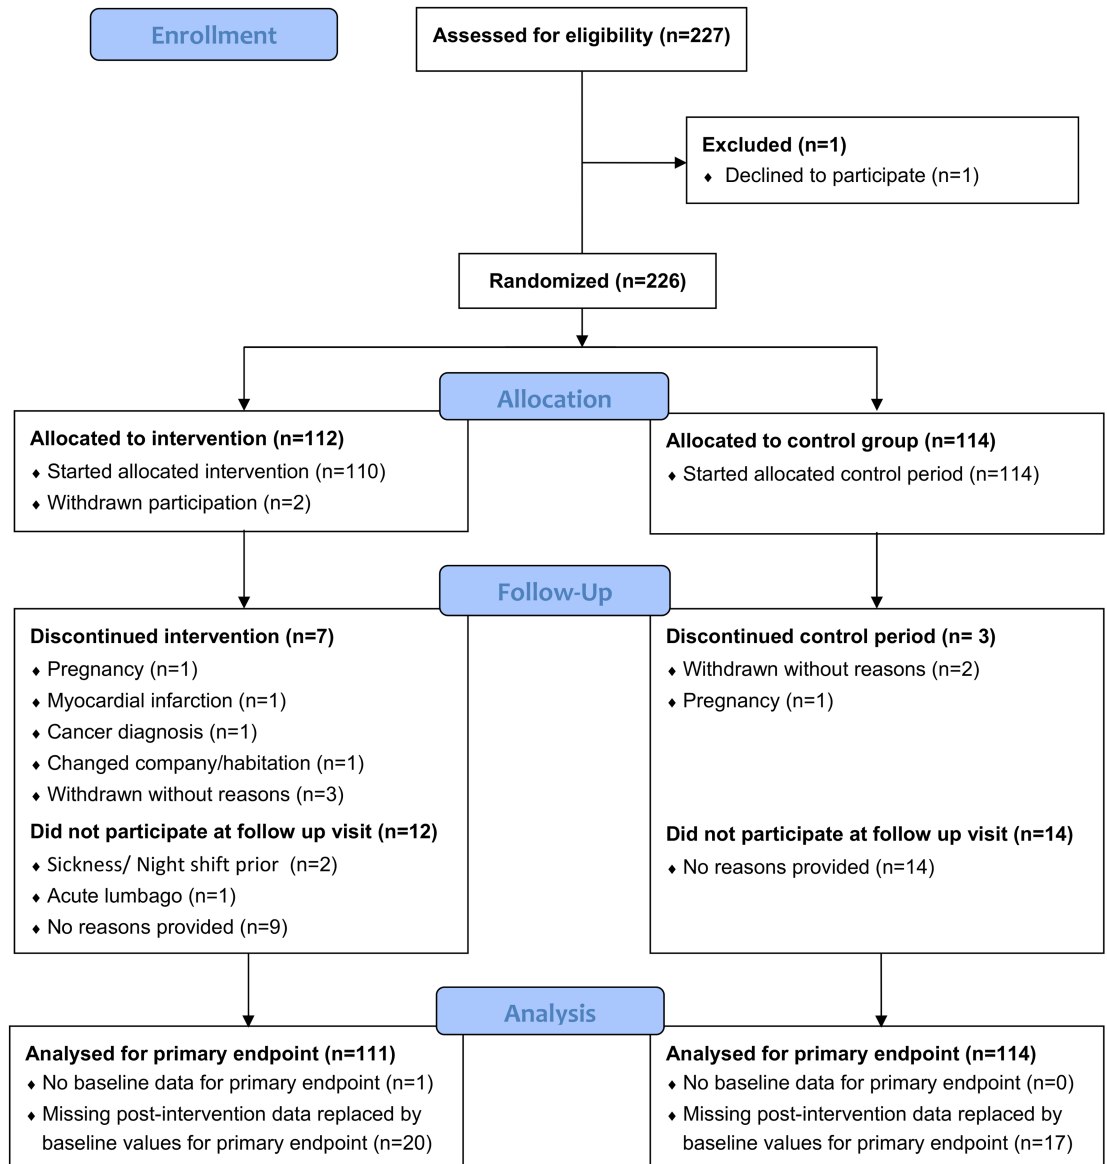 Enrollment
Assessed for eligibility (n=227)
Excluded (n=1)
♦ Declined to participate (n=1)
Randomized (n=226)
Allocation
Allocated to intervention (n=112)
♦ Started allocated intervention (n=110)
♦ Withdrawn participation (n=2)
Allocated to control group (n=114)
♦ Started allocated control period (n=114)
Follow-Up
Discontinued intervention (n=7)
♦ Pregnancy (n=1)
♦ Myocardial infarction (n=1)
♦ Cancer diagnosis (n=1)
♦ Changed company/habitation (n=1)
♦ Withdrawn without reasons (n=3)
Did not participate at follow up visit (n=12)
♦ Sickness/ Night shift prior (n=2)
♦ Acute lumbago (n=1)
♦ No reasons provided (n=9)
Discontinued control period (n= 3)
♦ Withdrawn without reasons (n=2)
♦ Pregnancy (n=1)
Did not participate at follow up visit (n=14)
♦ No reasons provided (n=14)
Analysis
Analysed for primary endpoint (n=111)
♦ No baseline data for primary endpoint (n=1)
♦ Missing post-intervention data replaced by
baseline values for primary endpoint (n=20)
Analysed for primary endpoint (n=114)
♦ No baseline data for primary endpoint (n=0)
♦ Missing post-intervention data replaced by
baseline values for primary endpoint (n=17)